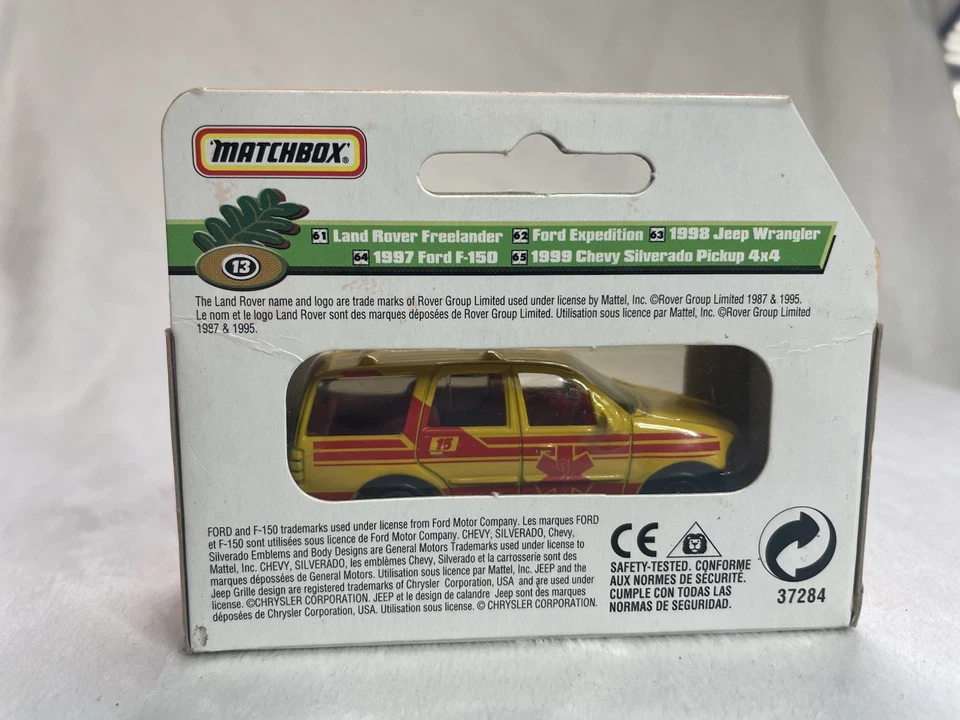 MATCHBOX®
61 Land Rover Freelander 62 Ford Expedition 63 1998 Jeep Wrangler
13 64 1997 Ford F-150 65 1999 Chevy Silverado Pickup 4x4
The Land Rover name and logo are trade marks of Rover Group Limited used under license by Mattel, Inc. ©Rover Group Limited 1987 & 1995.
Le nom et le logo Land Rover sont des marques déposées de Rover Group Limited. Utilisation sous licence par Mattel, Inc. ©Rover Group Limited
1987 & 1995.
15
FORD and F-150 trademarks used under license from Ford Motor Company. Les marques FORD
et F-150 sont utilisées sous licence de Ford Motor Company. CHEVY, SILVERADO, Chevy,
Silverado Emblems and Body Designs are General Motors Trademarks used under license to
Mattel, Inc. CHEVY, SILVERADO, les emblèmes Chevy, Silverado et la carrosserie sont des
marques dépossées de General Motors. Utilisation sous licence par Mattel, Inc. JEEP and the
Jeep Grille design are registered trademarks of Chrysler Corporation, USA and are used under
license. ©CHRYSLER CORPORATION. JEEP et le design de calandre Jeep sont des marques
déposées de Chrysler Corporation, USA. Utilisation sous licence. © CHRYSLER CORPORATION.
CE
SAFETY-TESTED. CONFORME
AUX NORMES DE SÉCURITÉ.
CUMPLE CON TODAS LAS
NORMAS DE SEGURIDAD.
37284